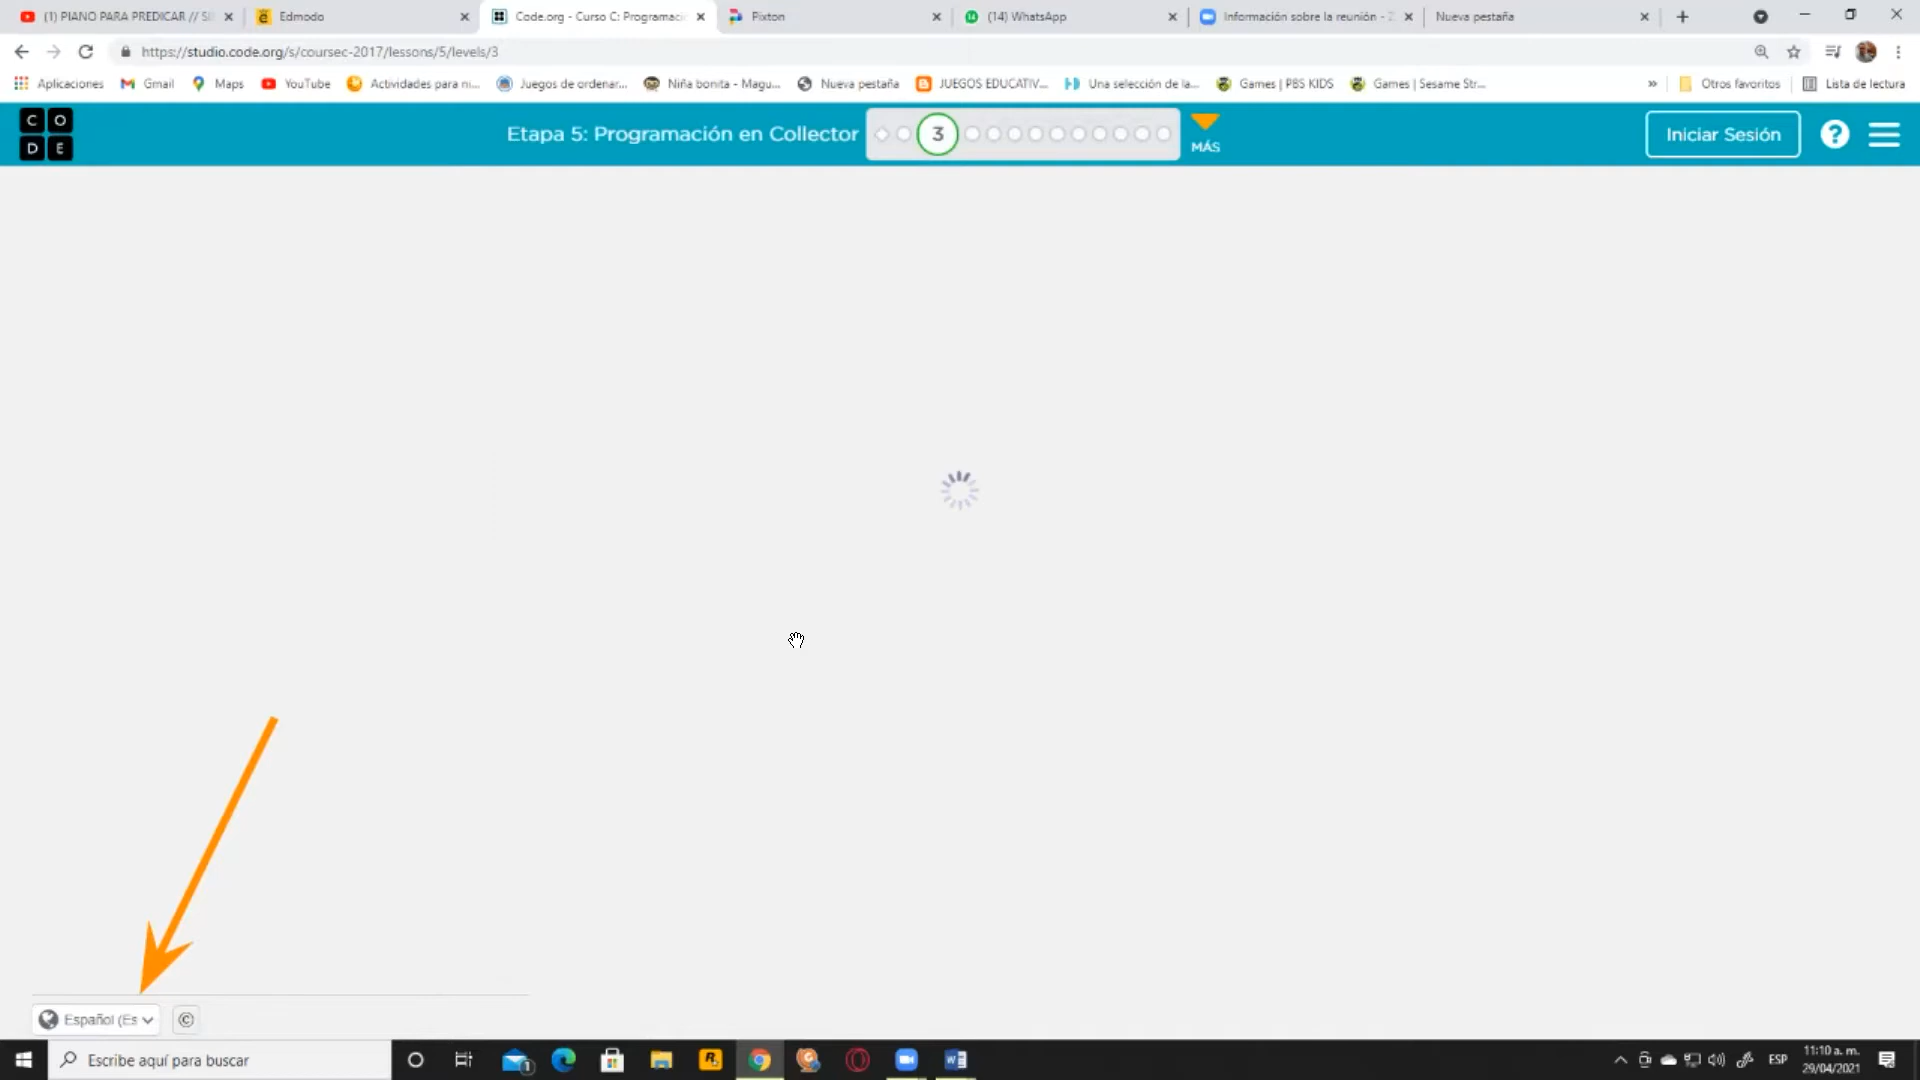 (1) PIANO PARA PREDICAR // SI
Edmodo
Code.org - Curso C: Programaci
Pixton
(14) WhatsApp
Información sobre la reunión - Z
Nueva pestaña
https://studio.code.org/s/coursec-2017/lessons/5/levels/3
Aplicaciones
Gmail
Maps
YouTube
Actividades para ni...
Juegos de ordenar...
Niña bonita - Magu...
Nueva pestaña
JUEGOS EDUCATIV...
Una selección de la...
Games | PBS KIDS
Games | Sesame Str...
»
Otros favoritos
Lista de lectura
C O
D E
Etapa 5: Programación en Collector
3
MÁS
Iniciar Sesión
?
Español (Es
©
Escribe aquí para buscar
1
ESP
11:10 a. m.
29/04/2021